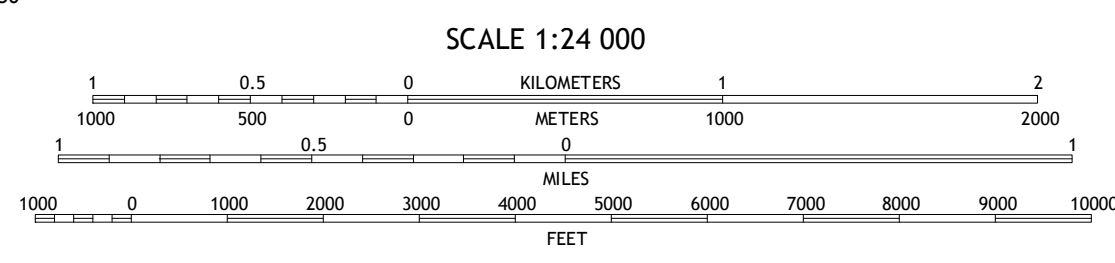 SCALE 1:24 000
1 0.5 0 KILOMETERS 1 2
1000 500 0 METERS 1000 2000
1 0.5 0 1
MILES
1000 0 1000 2000 3000 4000 5000 6000 7000 8000 9000 10000
FEET